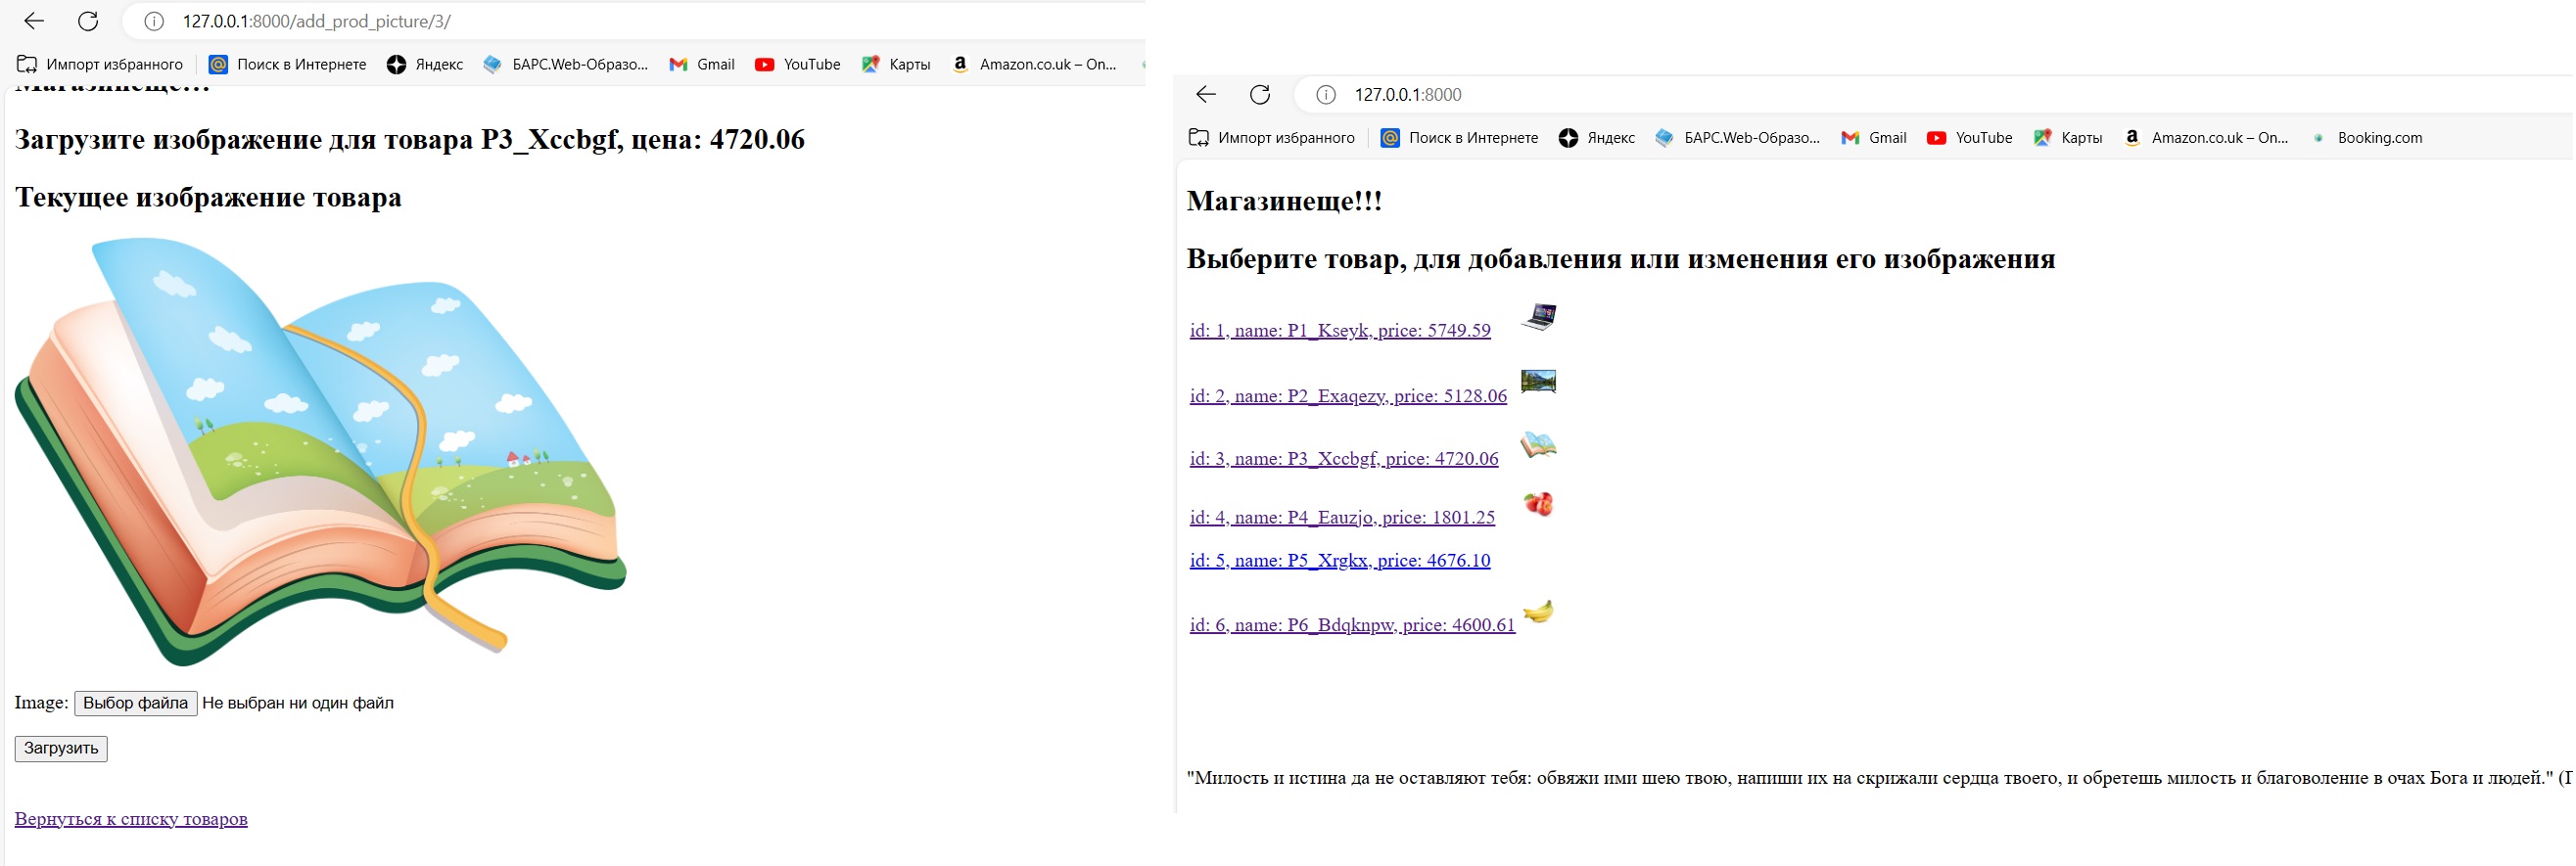 127.0.0.1:8000/add_prod_picture/3/
Импорт избранного Поиск в Интернете Яндекс БАРС.Web-Образо... Gmail YouTube Карты Amazon.co.uk – On...
Магазинеще!!!
Загрузите изображение для товара P3_Xccbgf, цена: 4720.06
Текущее изображение товара
Image: Выбор файла Не выбран ни один файл
Загрузить
Вернуться к списку товаров
127.0.0.1:8000
Импорт избранного Поиск в Интернете Яндекс БАРС.Web-Образо... Gmail YouTube Карты Amazon.co.uk – On... Booking.com
Магазинеще!!!
Выберите товар, для добавления или изменения его изображения
id: 1, name: P1_Kseyk, price: 5749.59
id: 2, name: P2_Exaqezy, price: 5128.06
id: 3, name: P3_Xccbgf, price: 4720.06
id: 4, name: P4_Eauzjo, price: 1801.25
id: 5, name: P5_Xrgkx, price: 4676.10
id: 6, name: P6_Bdqknpw, price: 4600.61
"Милость и истина да не оставляют тебя: обвяжи ими шею твою, напиши их на скрижали сердца твоего, и обретешь милость и благоволение в очах Бога и людей."